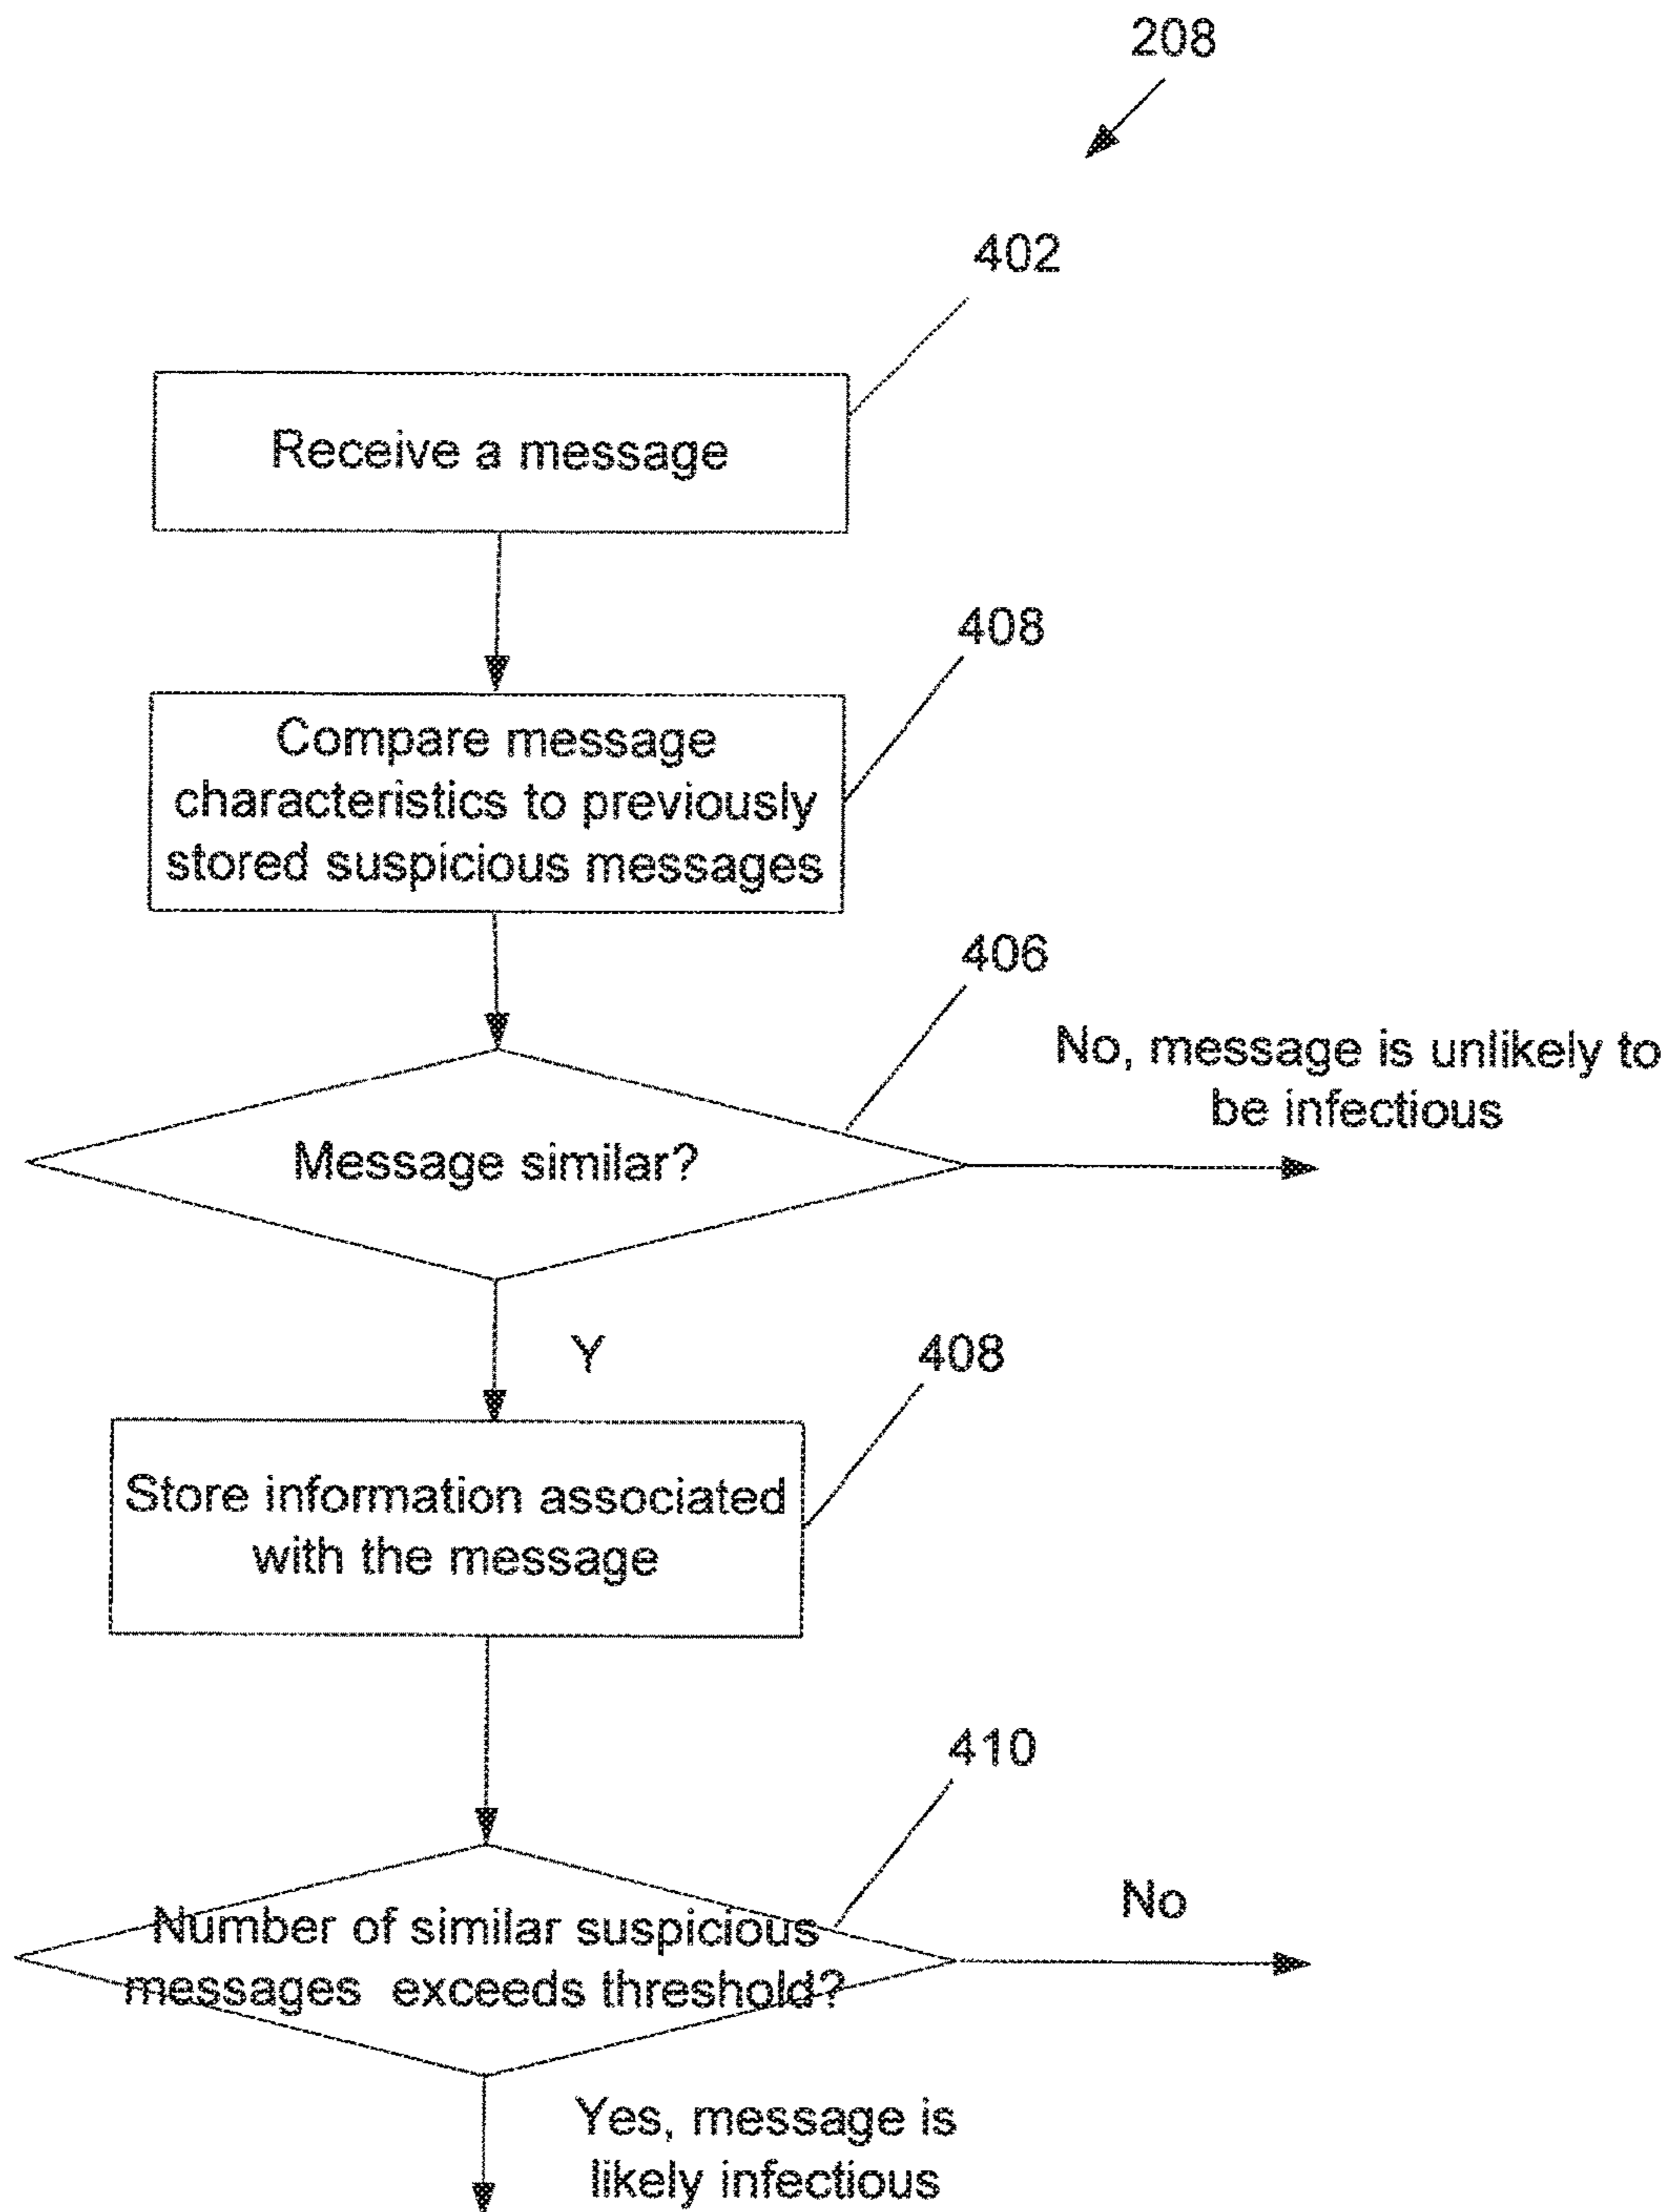 208
402
Receive a message
408
Compare message
characteristics to previously
stored suspicious messages
406
No, message is unlikely to
be infectious
Message similar?
Y
408
Store information associated
with the message
410
No
Number of similar suspicious
messages exceeds threshold?
Yes, message is
likely infectious